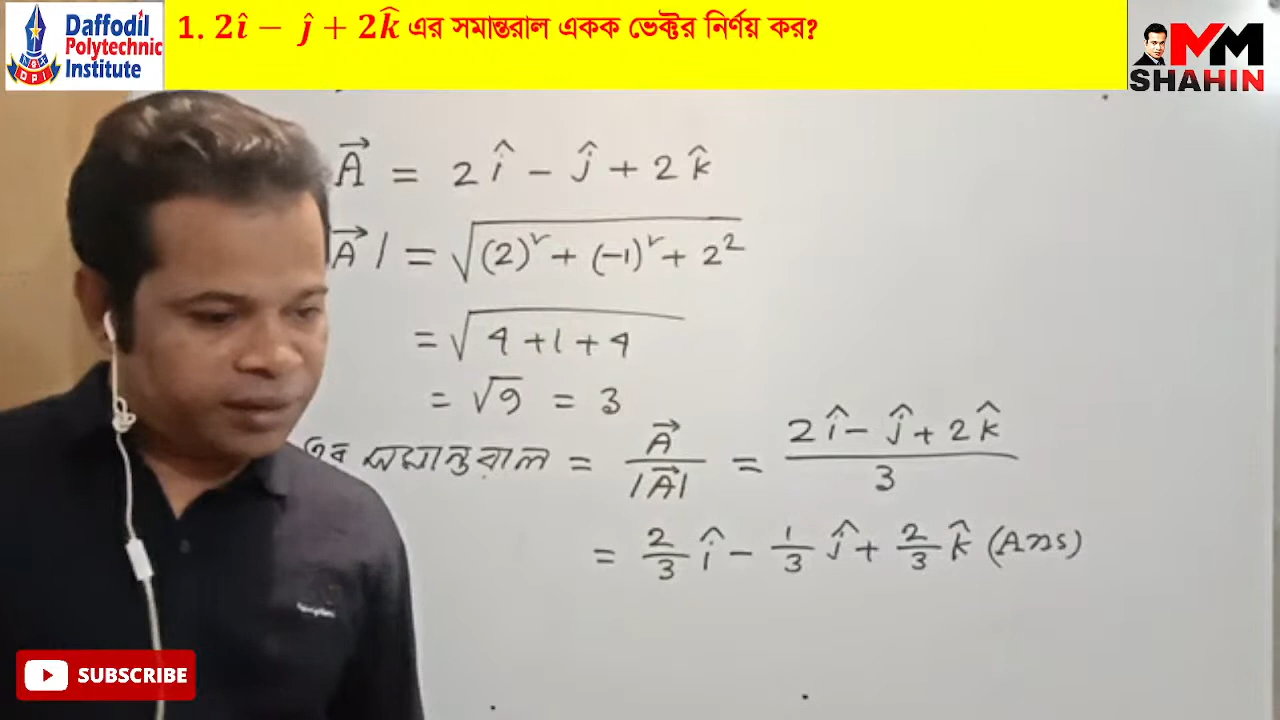 Daffodil
Polytechnic
Institute
DPI
1. 2î − ĵ + 2k̂ এর সমান্তরাল একক ভেক্টর নির্ণয় কর?
MM
SHAHIN
A⃗ = 2î − ĵ + 2k̂
A⃗| = √(2)² + (−1)² + 2²
= √4 + 1 + 4
= √9 = 3
এর সমান্তরাল = A⃗/|A⃗| = 2î − ĵ + 2k̂/3
= 2/3 î − 1/3 ĵ + 2/3 k̂ (Ans)
SUBSCRIBE